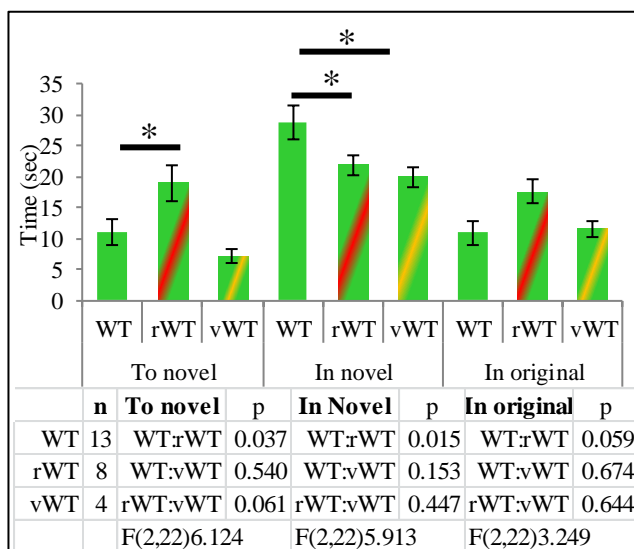 *
*
*
35
30
25
20
15
10
5
0
Time (sec)
WT rWT vWT WT rWT vWT WT rWT vWT
To novel In novel In original
n To novel p In Novel p In original p
WT 13 WT:rWT 0.037 WT:rWT 0.015 WT:rWT 0.059
rWT 8 WT:vWT 0.540 WT:vWT 0.153 WT:vWT 0.674
vWT 4 rWT:vWT 0.061 rWT:vWT 0.447 rWT:vWT 0.644
F(2,22)6.124 F(2,22)5.913 F(2,22)3.249